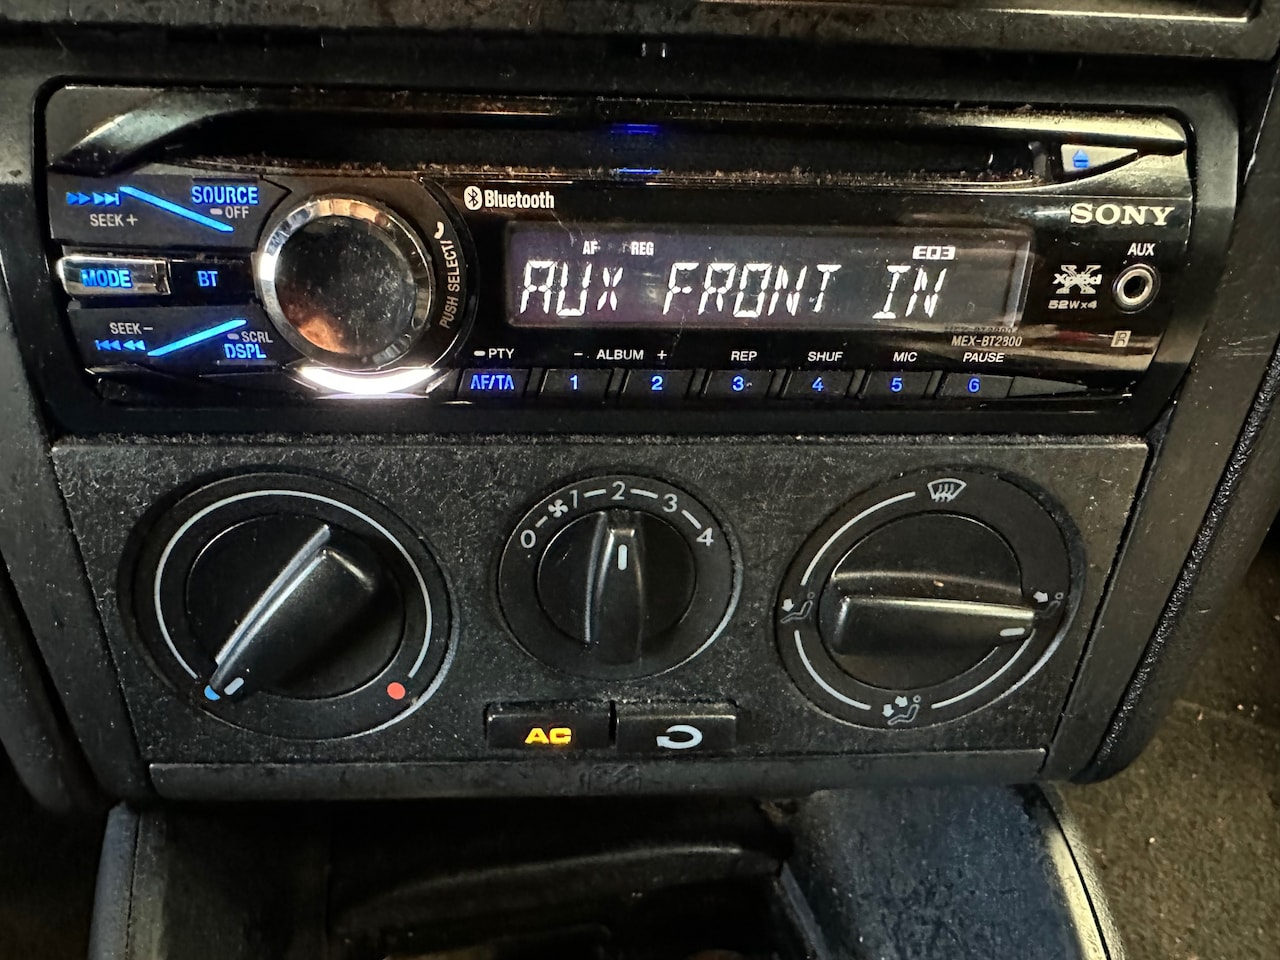 SOURCE
OFF
SEEK +
MODE
BT
SEEK -
SCRL
DSPL
PUSH SELECT/
Bluetooth
AF REG
EQ3
AUX FRONT IN
SONY
AUX
Xplod
52W x 4
MEX-BT2800
PTY
- ALBUM +
REP
SHUF
MIC
PAUSE
AF/TA
1
2
3
4
5
6
0 1 2 3 4
AC